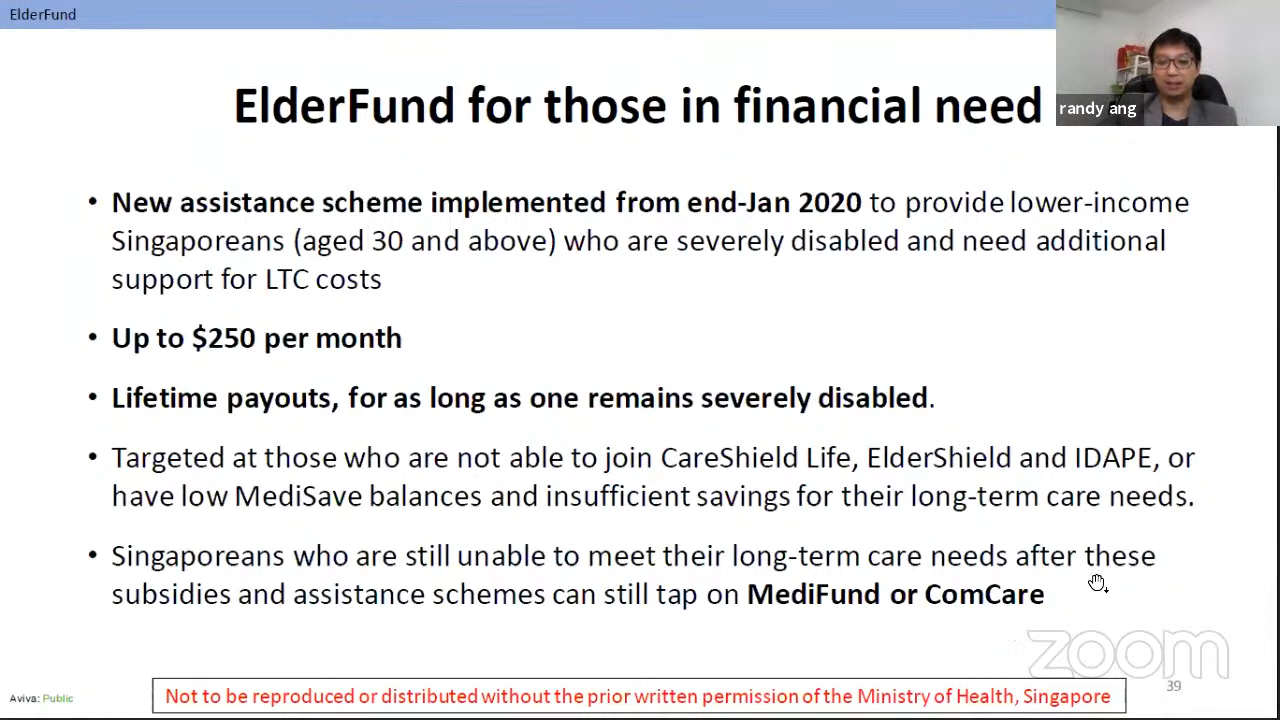 ElderFund
ElderFund for those in financial need
randy ang
• New assistance scheme implemented from end-Jan 2020 to provide lower-income
Singaporeans (aged 30 and above) who are severely disabled and need additional
support for LTC costs
• Up to $250 per month
• Lifetime payouts, for as long as one remains severely disabled.
• Targeted at those who are not able to join CareShield Life, ElderShield and IDAPE, or
have low MediSave balances and insufficient savings for their long-term care needs.
• Singaporeans who are still unable to meet their long-term care needs after these
subsidies and assistance schemes can still tap on MediFund or ComCare
zoom
Aviva: Public
Not to be reproduced or distributed without the prior written permission of the Ministry of Health, Singapore
39